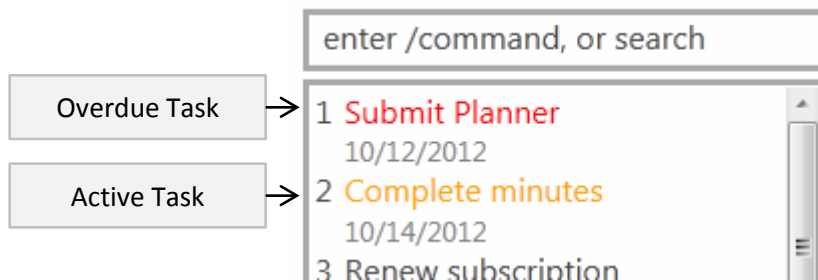 enter /command, or search
Overdue Task
1 Submit Planner
10/12/2012
Active Task
2 Complete minutes
10/14/2012
3 Renew subscription